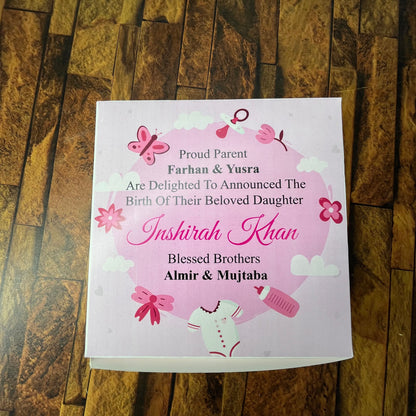 Proud Parent
Farhan & Yusra
Are Delighted To Announced The
Birth Of Their Beloved Daughter
Inshirah Khan
Blessed Brothers
Almir & Mujtaba